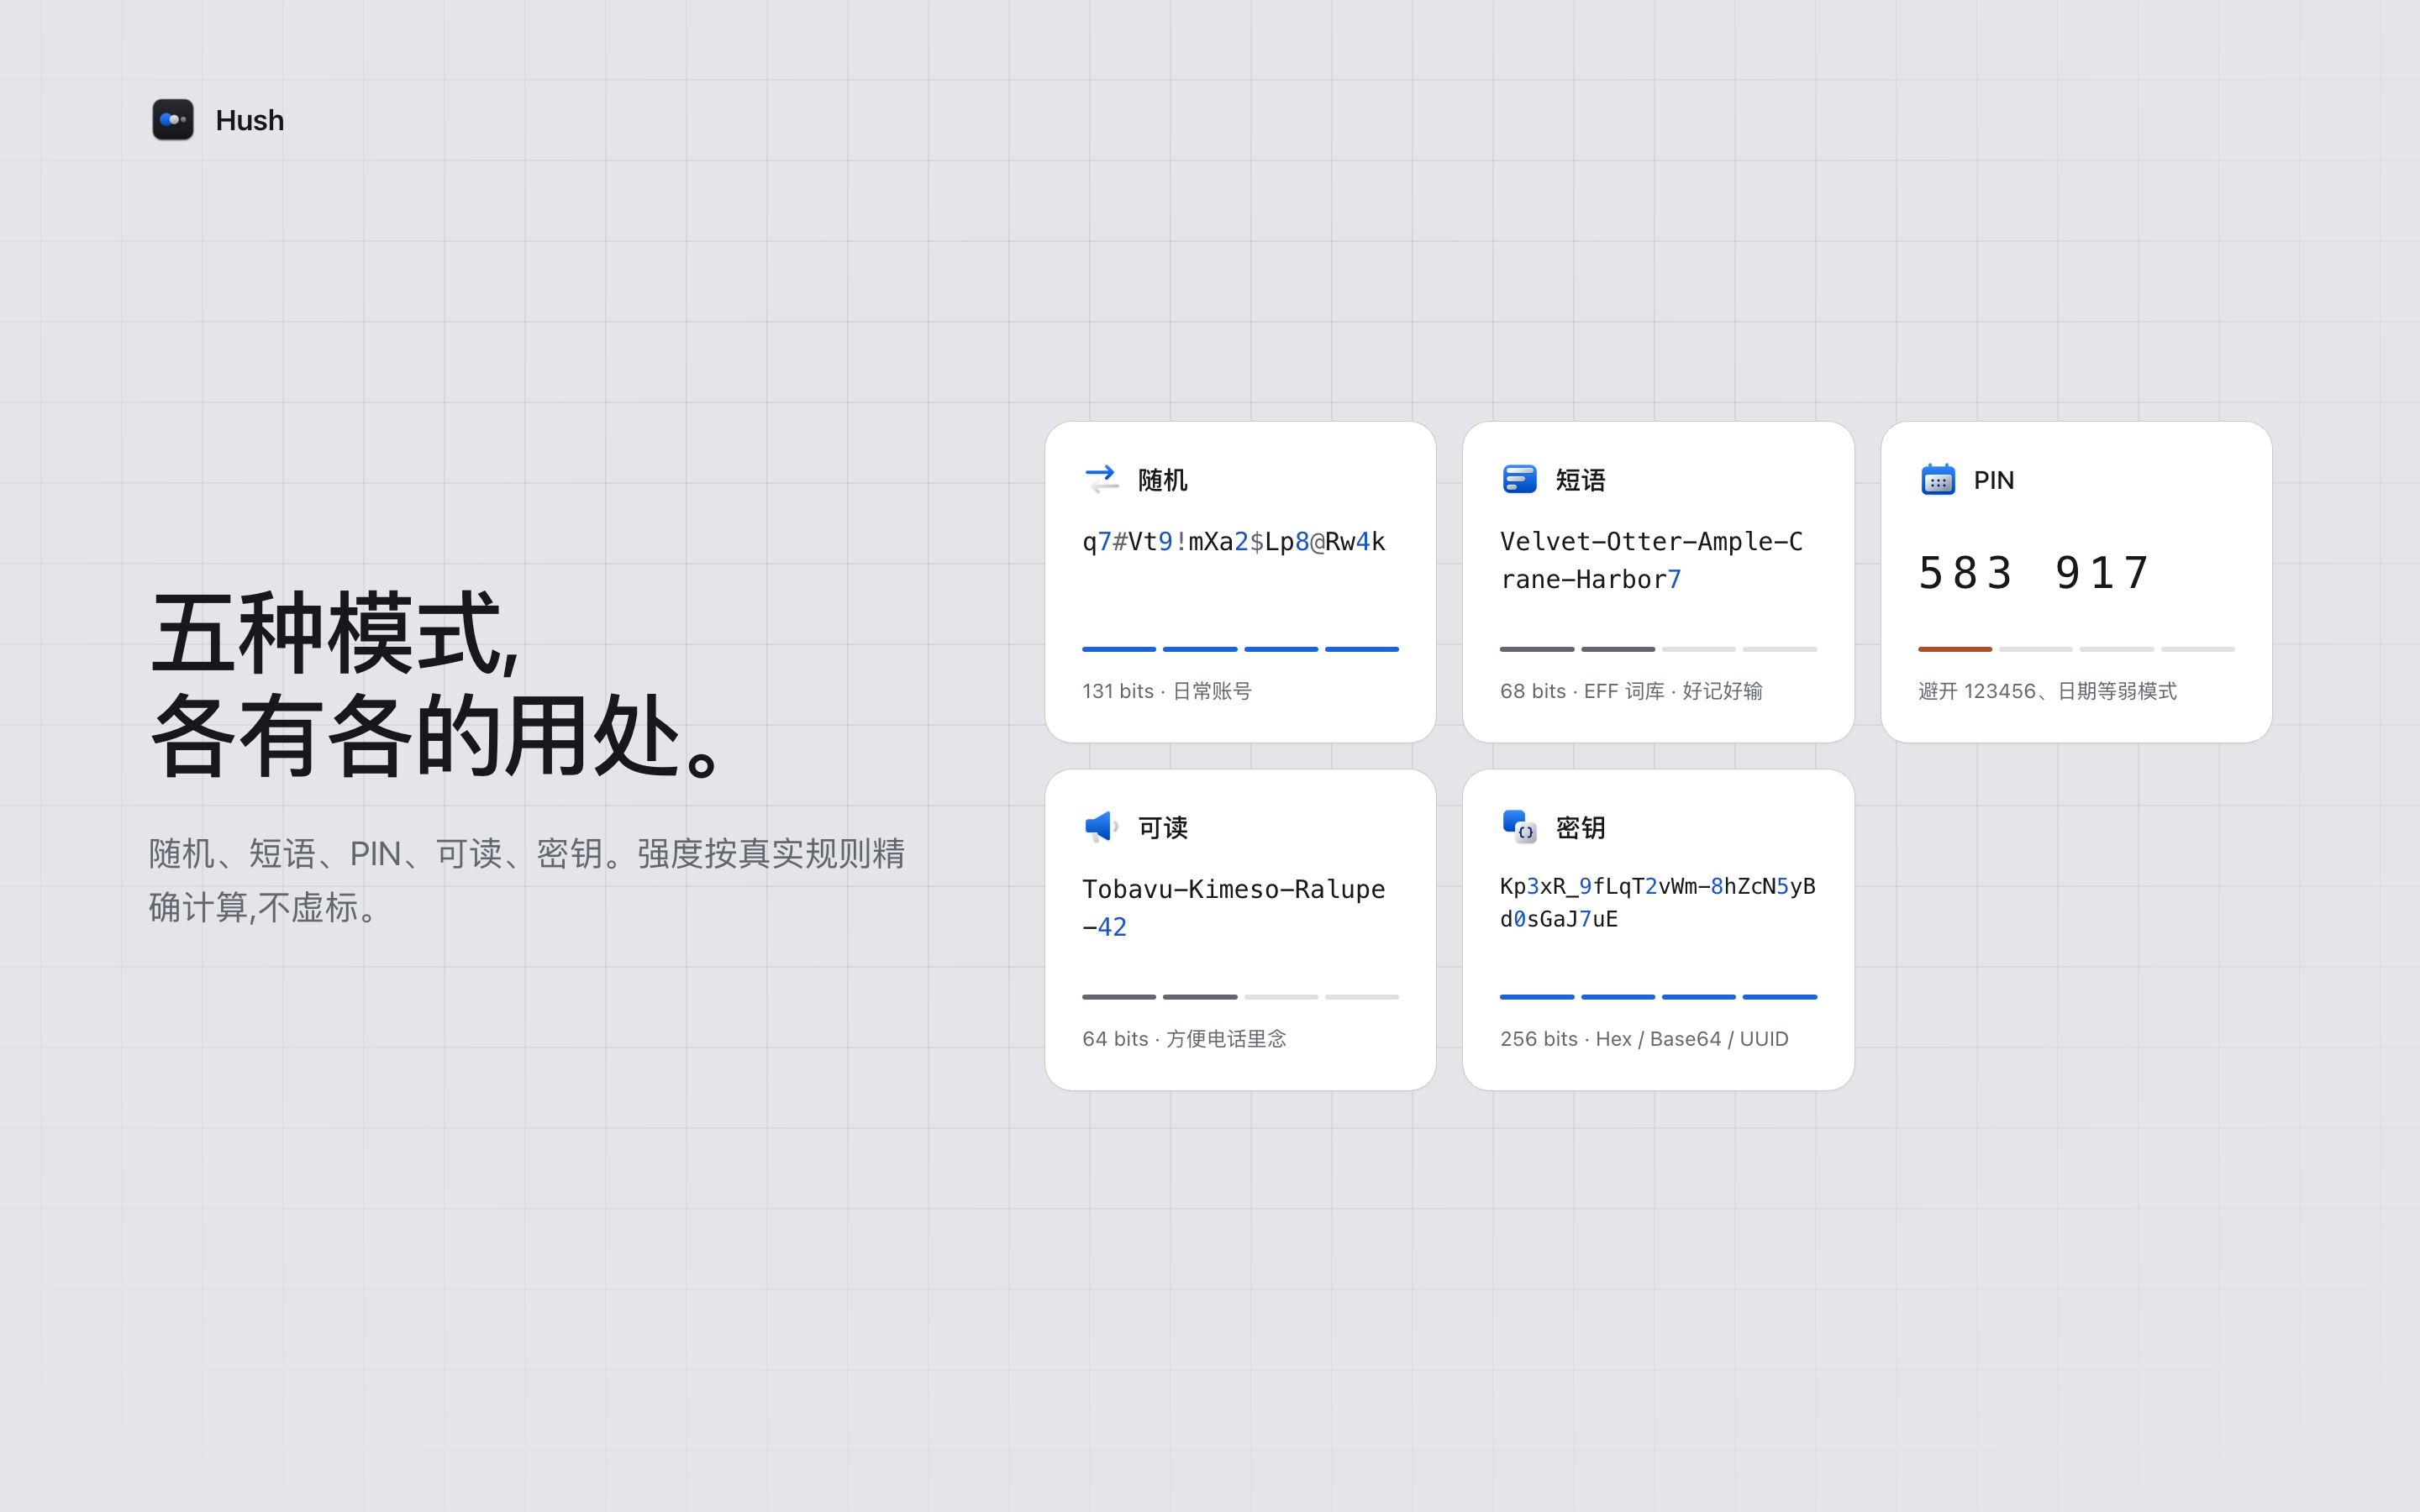 Hush
五种模式,
各有各的用处。
随机、短语、PIN、可读、密钥。强度按真实规则精
确计算,不虚标。
随机
q7#Vt9!mXa2$Lp8@Rw4k
131 bits · 日常账号
短语
Velvet-Otter-Ample-C
rane-Harbor7
68 bits · EFF 词库 · 好记好输
PIN
583 917
避开 123456、日期等弱模式
可读
Tobavu-Kimeso-Ralupe
-42
64 bits · 方便电话里念
密钥
Kp3xR_9fLqT2vWm-8hZcN5yB
d0sGaJ7uE
256 bits · Hex / Base64 / UUID